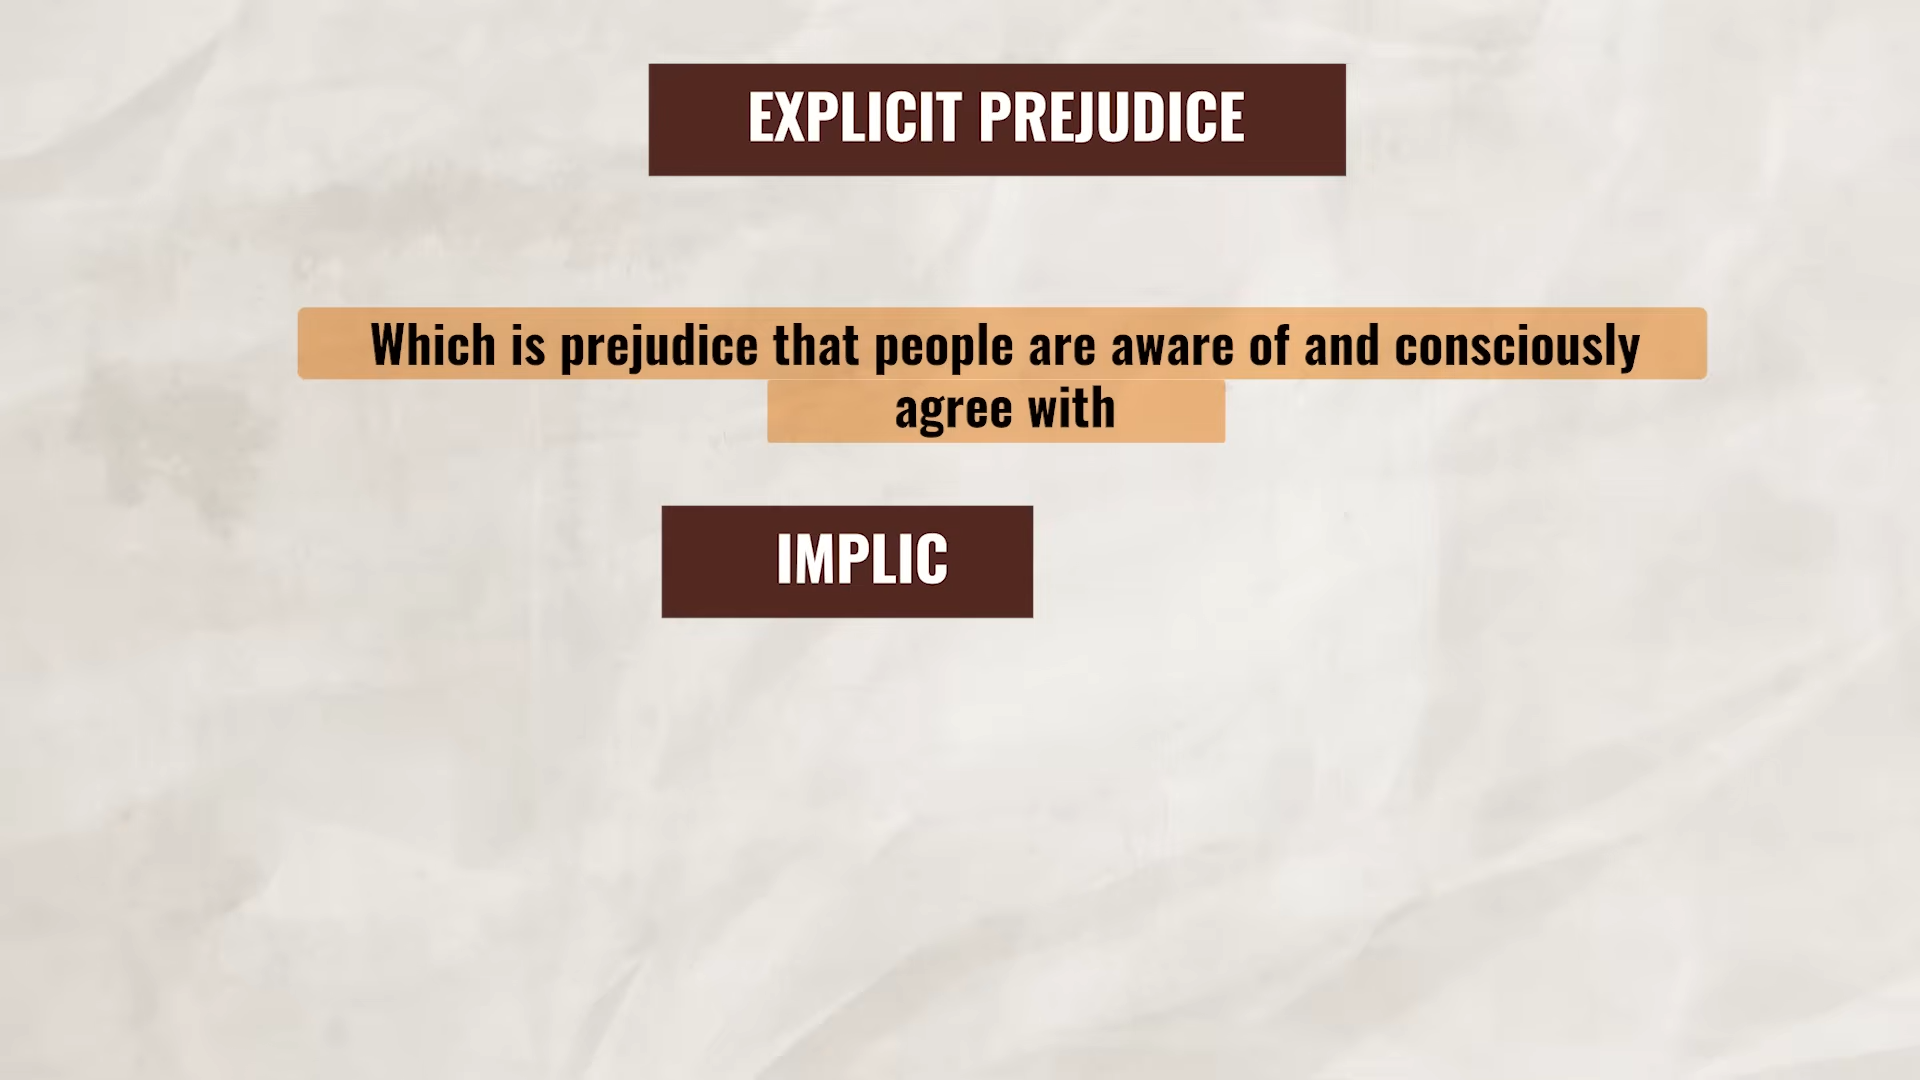 EXPLICIT PREJUDICE
Which is prejudice that people are aware of and consciously
agree with
IMPLIC